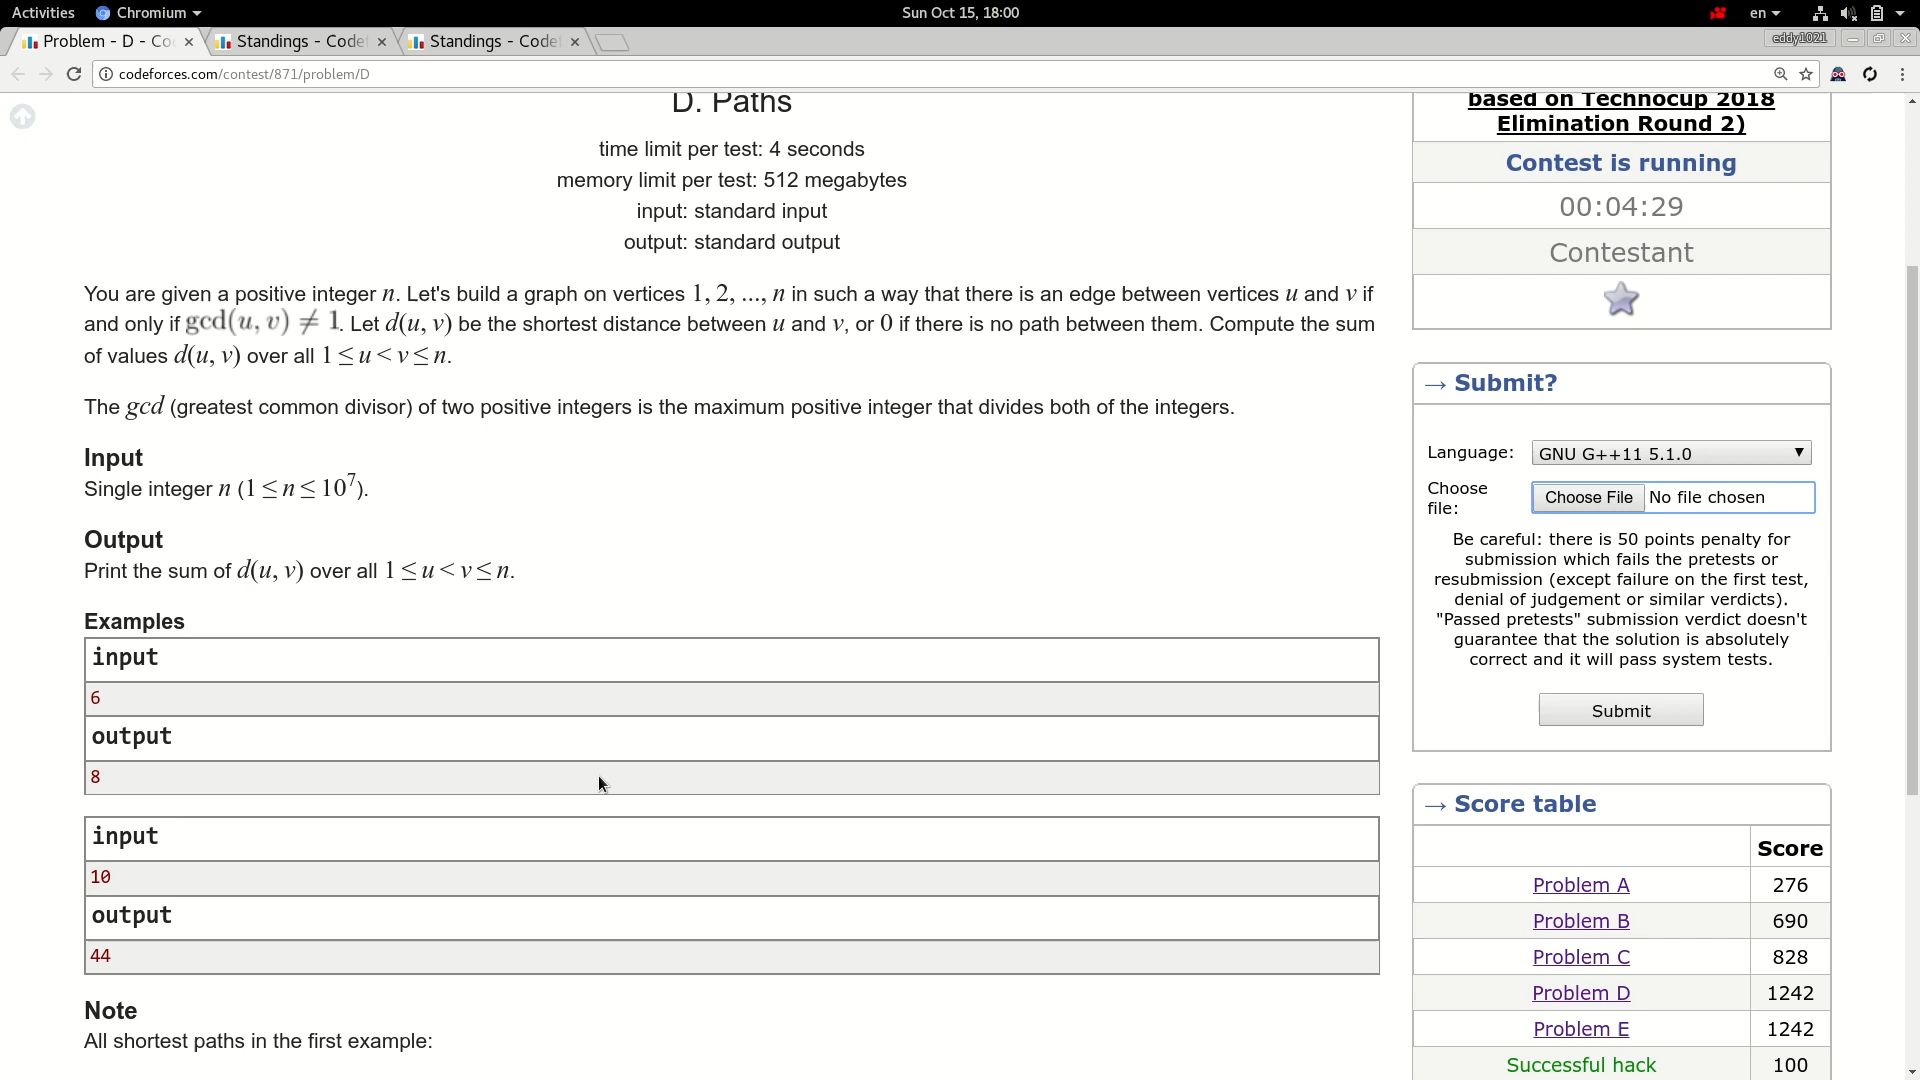 Activities Chromium Sun Oct 15, 18:00 en
Problem - D - Co Standings - Code Standings - Code eddy1021
codeforces.com/contest/871/problem/D
D. Paths
time limit per test: 4 seconds
memory limit per test: 512 megabytes
input: standard input
output: standard output
You are given a positive integer n. Let's build a graph on vertices 1, 2, ..., n in such a way that there is an edge between vertices u and v if
and only if gcd(u, v) ≠ 1. Let d(u, v) be the shortest distance between u and v, or 0 if there is no path between them. Compute the sum
of values d(u, v) over all 1 ≤ u < v ≤ n.
The gcd (greatest common divisor) of two positive integers is the maximum positive integer that divides both of the integers.
Input
Single integer n (1 ≤ n ≤ 10^7).
Output
Print the sum of d(u, v) over all 1 ≤ u < v ≤ n.
Examples
input
6
output
8
input
10
output
44
Note
All shortest paths in the first example:
based on Technocup 2018
Elimination Round 2)
Contest is running
00:04:29
Contestant
→ Submit?
Language: GNU G++11 5.1.0
Choose
file: Choose File No file chosen
Be careful: there is 50 points penalty for
submission which fails the pretests or
resubmission (except failure on the first test,
denial of judgement or similar verdicts).
"Passed pretests" submission verdict doesn't
guarantee that the solution is absolutely
correct and it will pass system tests.
Submit
→ Score table
Score
Problem A 276
Problem B 690
Problem C 828
Problem D 1242
Problem E 1242
Successful hack 100